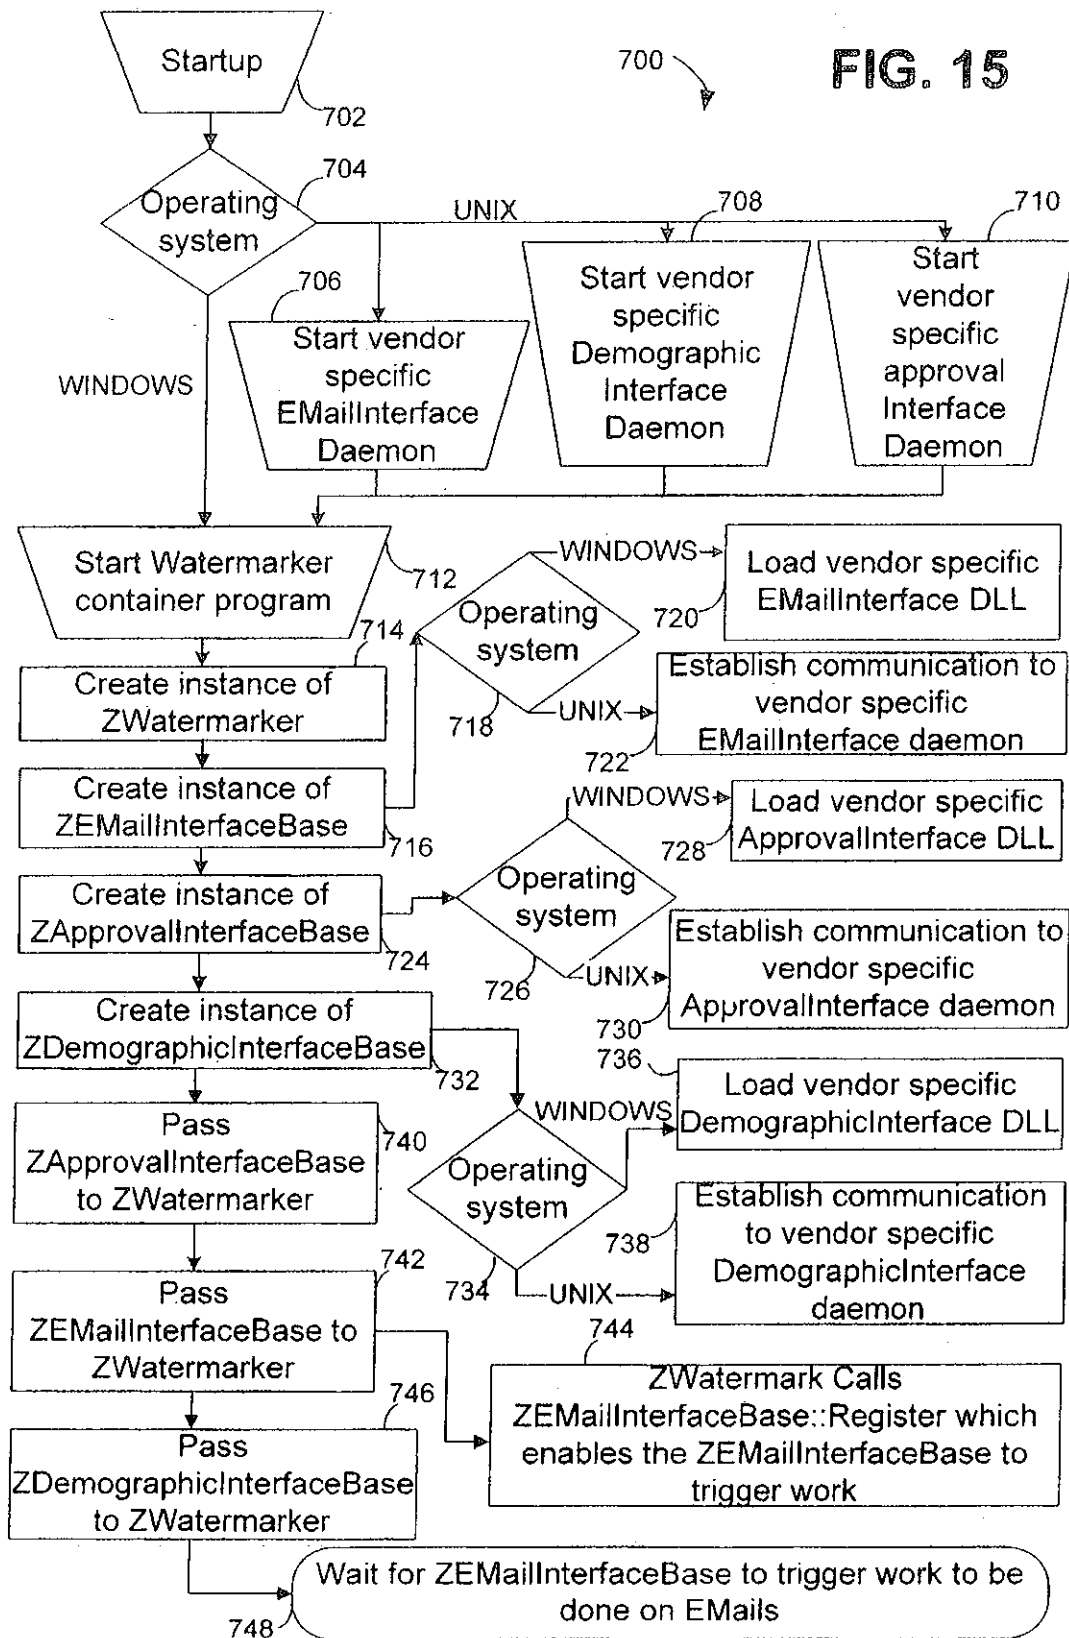 FIG. 15
700
Startup
702
704
Operating
system
UNIX
WINDOWS
706
Start vendor
specific
EMailInterface
Daemon
708
Start vendor
specific
Demographic
Interface
Daemon
710
Start
vendor
specific
approval
Interface
Daemon
Start Watermarker
container program
712
714
Create instance of
ZWatermarker
Create instance of
ZEMailInterfaceBase
716
Operating
system
718
WINDOWS
Load vendor specific
EMailInterface DLL
720
UNIX
Establish communication to
vendor specific
EMailInterface daemon
722
Create instance of
ZApprovalInterfaceBase
724
Operating
system
726
WINDOWS
Load vendor specific
ApprovalInterface DLL
728
UNIX
Establish communication to
vendor specific
ApprovalInterface daemon
730
Create instance of
ZDemographicInterfaceBase
732
Operating
system
734
WINDOWS
736
Load vendor specific
DemographicInterface DLL
UNIX
Establish communication
to vendor specific
DemographicInterface
daemon
738
Pass
ZApprovalInterfaceBase
to ZWatermarker
740
742
Pass
ZEMailInterfaceBase to
ZWatermarker
744
ZWatermark Calls
ZEMailInterfaceBase::Register which
enables the ZEMailInterfaceBase to
trigger work
746
Pass
ZDemographicInterfaceBase
to ZWatermarker
Wait for ZEMailInterfaceBase to trigger work to be
done on EMails
748